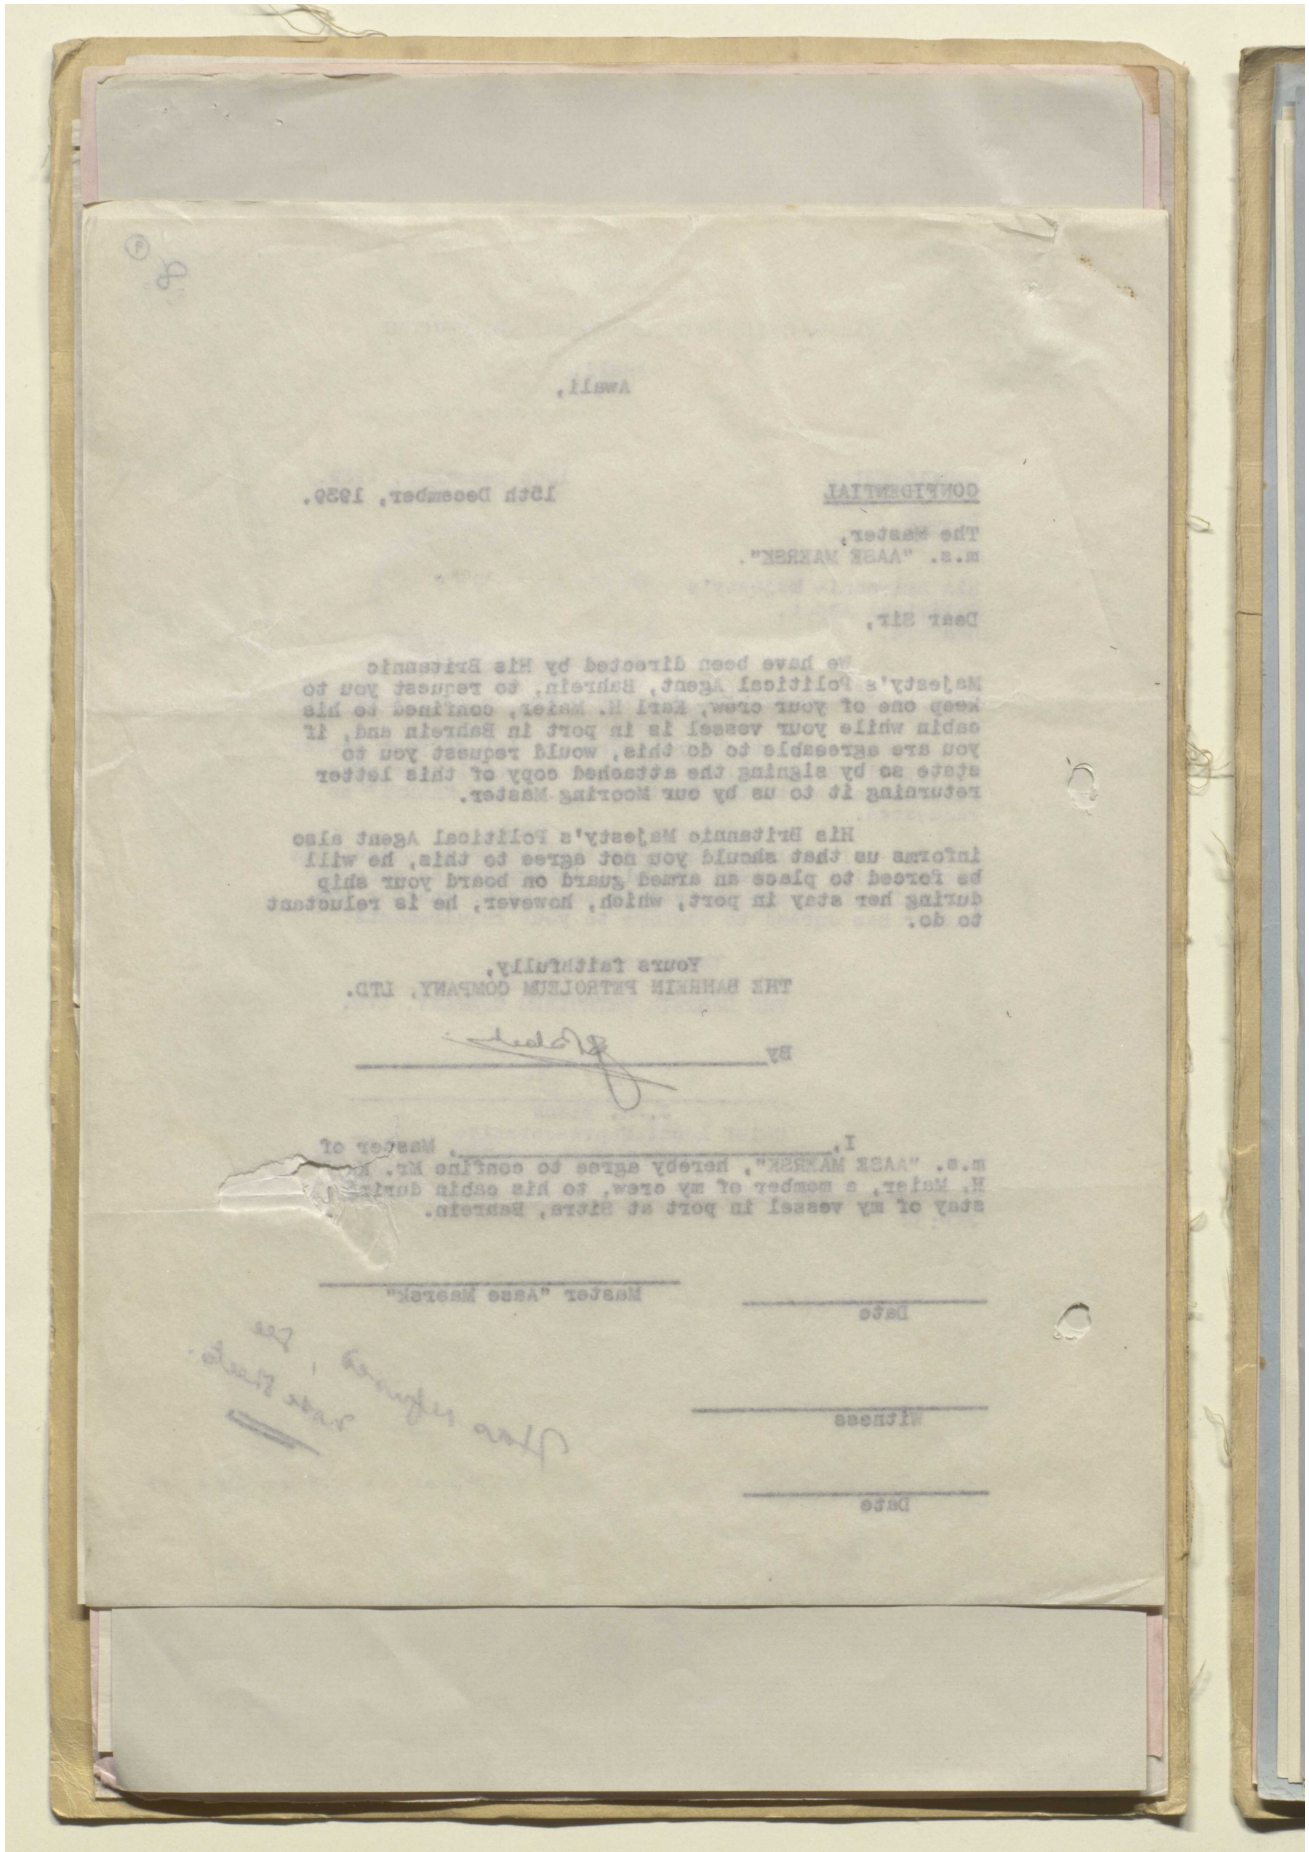 9
8
Awali,
CONFIDENTIAL 15th December, 1939.
The Master,
m.s. "AASE MAERSK".
Dear Sir,
We have been directed by His Britannic
Majesty's Political Agent, Bahrein, to request you to
keep one of your crew, Karl H. Maier, confined to his
cabin while your vessel is in port in Bahrein and, if
you are agreeable to do this, would request you to
state so by signing the attached copy of this letter
returning it to us by our Mooring Master.
His Britannic Majesty's Political Agent also
informs us that should you not agree to this, he will
be forced to place an armed guard on board your ship
during her stay in port, which, however, he is reluctant
to do.
Yours faithfully,
THE BAHREIN PETROLEUM COMPANY, LTD.
By
I, , Master of
m.s. "AASE MAERSK", hereby agree to confine Mr. K
H. Maier, a member of my crew, to his cabin durin
stay of my vessel in port at Sitra, Bahrein.
Date Master "Aase Maersk"
Witness
Date
Has refused, see
note sheets.